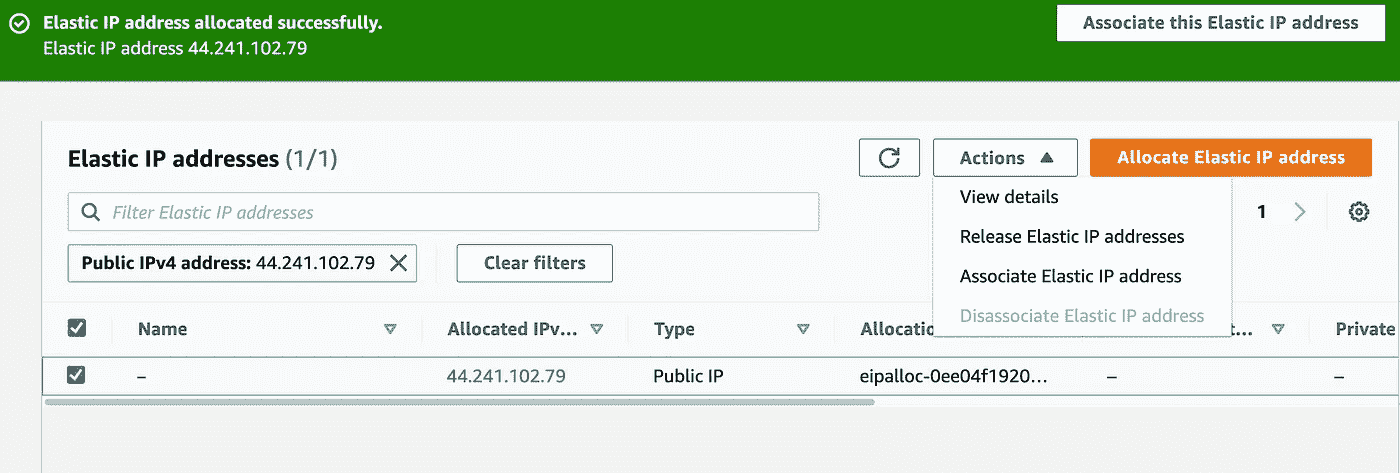 Elastic IP address allocated successfully.
Elastic IP address 44.241.102.79
Associate this Elastic IP address
Elastic IP addresses (1/1)
Actions
Allocate Elastic IP address
Filter Elastic IP addresses
View details
Release Elastic IP addresses
Associate Elastic IP address
Disassociate Elastic IP address
1
Public IPv4 address: 44.241.102.79
Clear filters
Name Allocated IPv... Type Allocatio t... Private
– 44.241.102.79 Public IP eipalloc-0ee04f1920... – –